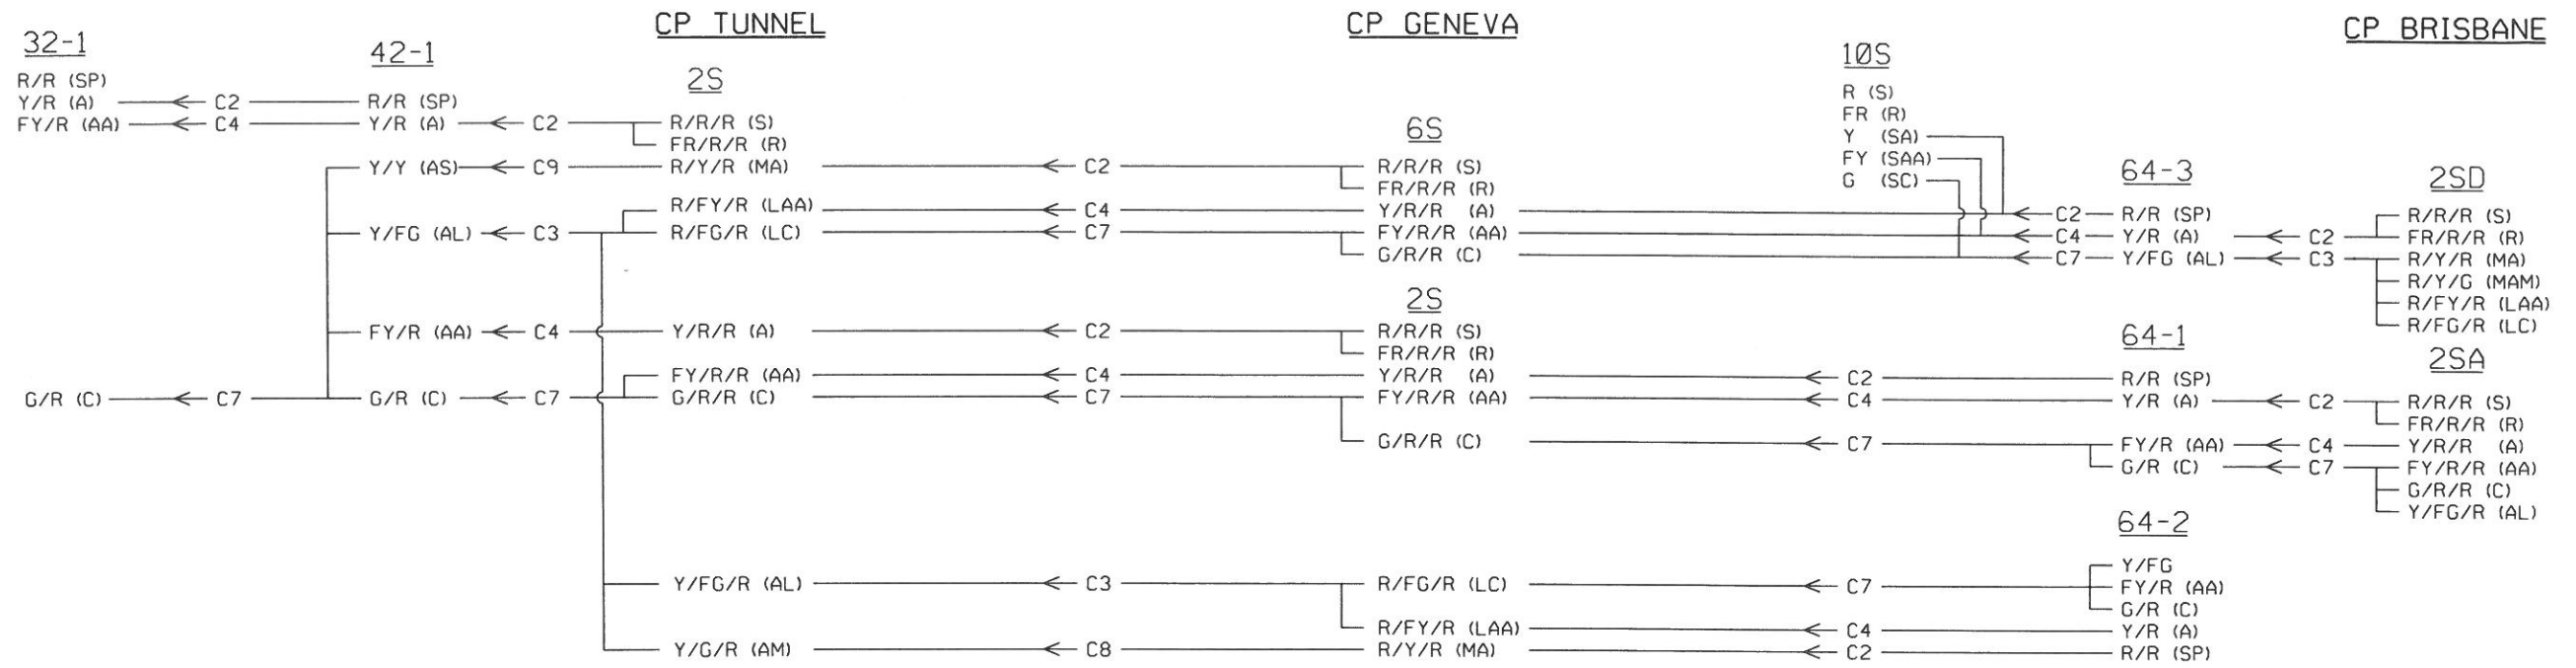 CP TUNNEL
CP GENEVA
CP BRISBANE
32-1
R/R (SP)
Y/R (A)
FY/R (AA)
G/R (C)
C2
C4
C7
42-1
R/R (SP)
Y/R (A)
Y/Y (AS)
Y/FG (AL)
FY/R (AA)
G/R (C)
C2
C9
C3
C4
C7
2S
R/R/R (S)
FR/R/R (R)
R/Y/R (MA)
R/FY/R (LAA)
R/FG/R (LC)
Y/R/R (A)
FY/R/R (AA)
G/R/R (C)
Y/FG/R (AL)
Y/G/R (AM)
C2
C4
C7
C2
C4
C7
C3
C8
6S
R/R/R (S)
FR/R/R (R)
Y/R/R (A)
FY/R/R (AA)
G/R/R (C)
2S
R/R/R (S)
FR/R/R (R)
Y/R/R (A)
FY/R/R (AA)
G/R/R (C)
R/FG/R (LC)
R/FY/R (LAA)
R/Y/R (MA)
10S
R (S)
FR (R)
Y (SA)
FY (SAA)
G (SC)
C2
C4
C7
C2
C4
C7
C7
C4
C2
64-3
R/R (SP)
Y/R (A)
Y/FG (AL)
64-1
R/R (SP)
Y/R (A)
FY/R (AA)
G/R (C)
64-2
Y/FG
FY/R (AA)
G/R (C)
Y/R (A)
R/R (SP)
C2
C3
C2
C4
C7
2SD
R/R/R (S)
FR/R/R (R)
R/Y/R (MA)
R/Y/G (MAM)
R/FY/R (LAA)
R/FG/R (LC)
2SA
R/R/R (S)
FR/R/R (R)
Y/R/R (A)
FY/R/R (AA)
G/R/R (C)
Y/FG/R (AL)